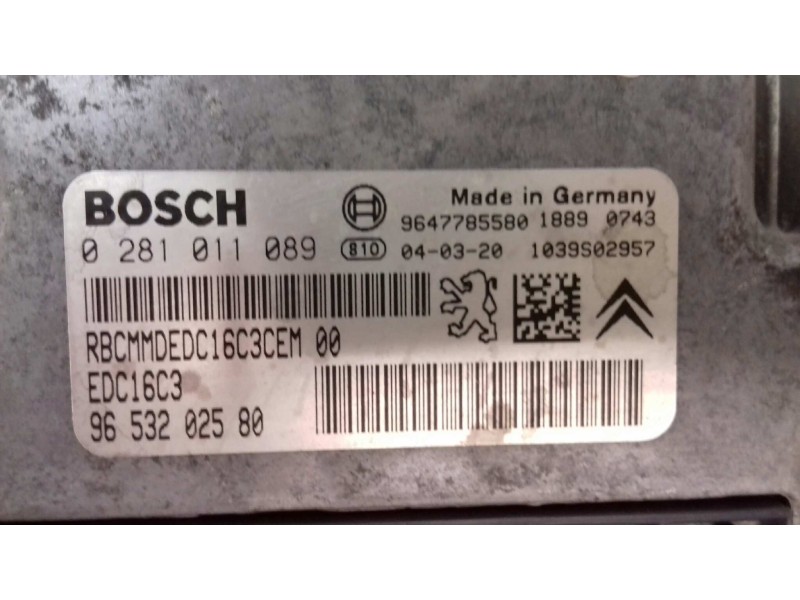 BOSCH
Made in Germany
9647785580 1889 0743
0 281 011 089 810 04-03-20 1039S02957
RBCMMDEDC16C3CEM 00
EDC16C3
96 532 025 80